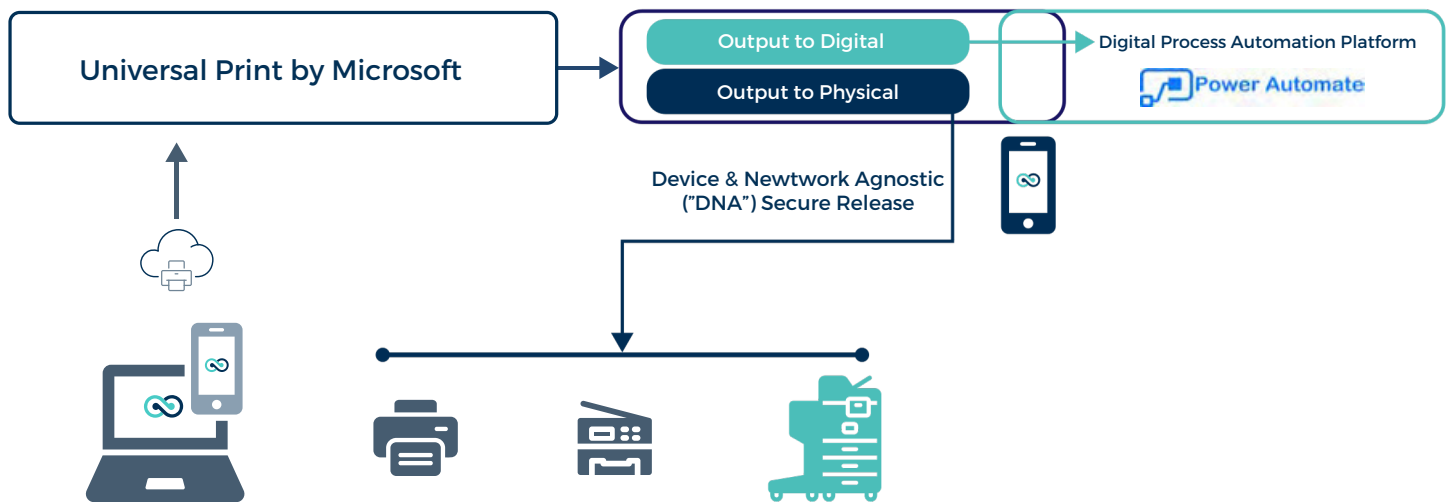 Universal Print by Microsoft
Output to Digital
Output to Physical
Digital Process Automation Platform
Power Automate
Device & Newtwork Agnostic
(”DNA”) Secure Release